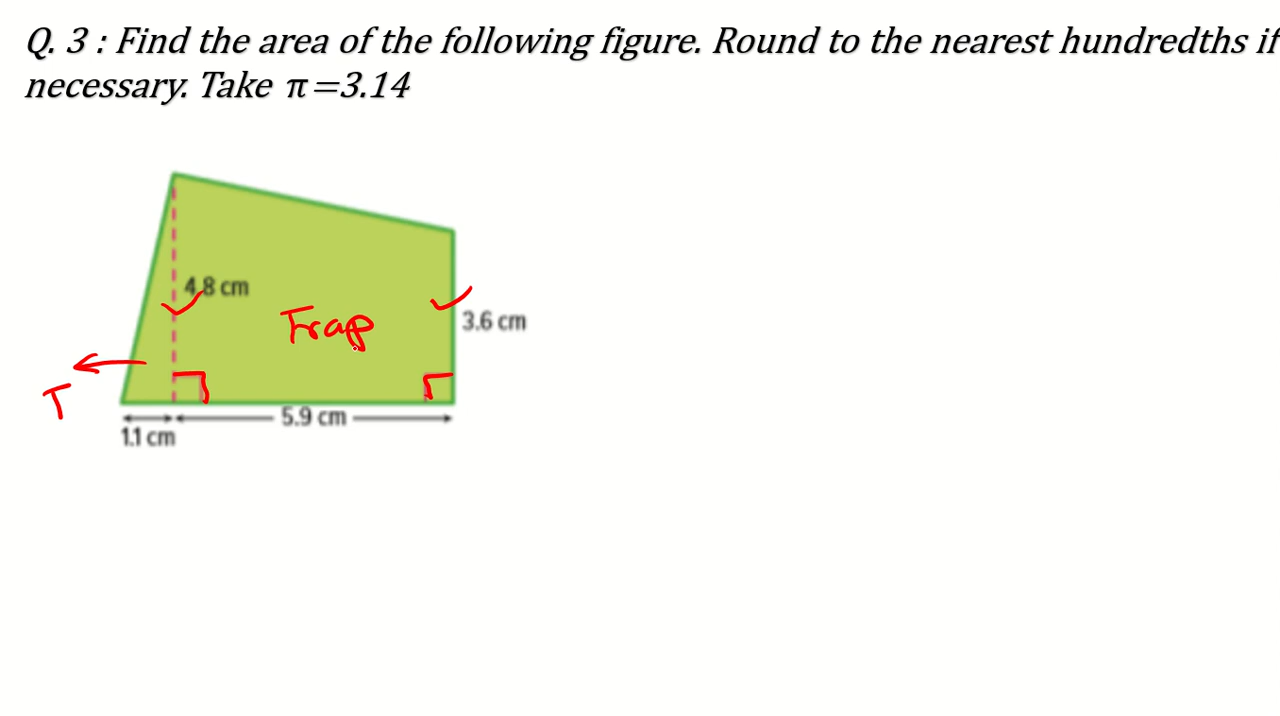 Q. 3 : Find the area of the following figure. Round to the nearest hundredths if
necessary. Take π=3.14
4.8 cm
Trap
3.6 cm
T
5.9 cm
1.1 cm